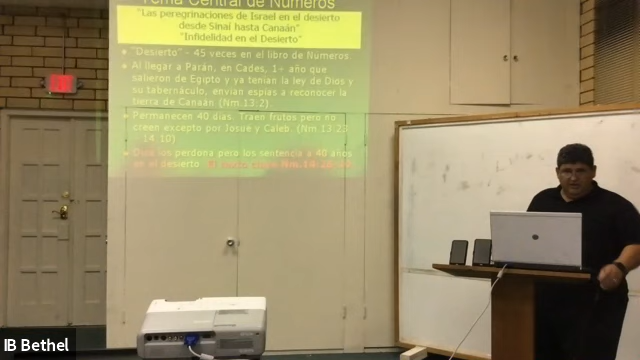 Tema Central de Números
"Las peregrinaciones de Israel en el desierto
desde Sinaí hasta Canaán"
"Infidelidad en el Desierto"
"Desierto" - 45 veces en el libro de Números
Al llegar a Parán, en Cades, 1- año que
salieron de Egipto y ya tenían la ley de Dios y
su tabernáculo, envían espías a reconocer la
tierra de Canaán (Nm.13:2)
Permanecen 40 días. Traen frutos pero no
creen excepto por Josue y Caleb. (Nm.13:23
14:10)
Dios los perdona pero los sentencia a 40 años
en el desierto
EXIT
IB Bethel